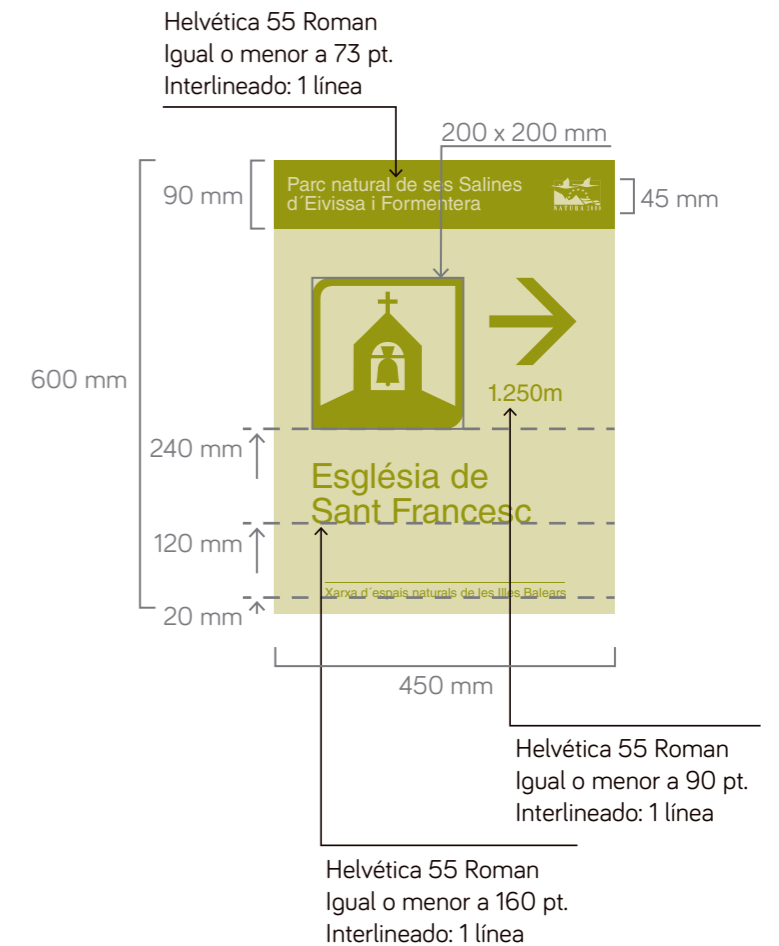 Helvética 55 Roman
Igual o menor a 73 pt.
Interlineado: 1 línea
200 x 200 mm
90 mm
Parc natural de ses Salines
d´Eivissa i Formentera
NATURA 2000
45 mm
600 mm
1.250m
240 mm
Església de
Sant Francesc
120 mm
Xarxa d´espais naturals de les Illes Balears
20 mm
450 mm
Helvética 55 Roman
Igual o menor a 90 pt.
Interlineado: 1 línea
Helvética 55 Roman
Igual o menor a 160 pt.
Interlineado: 1 línea